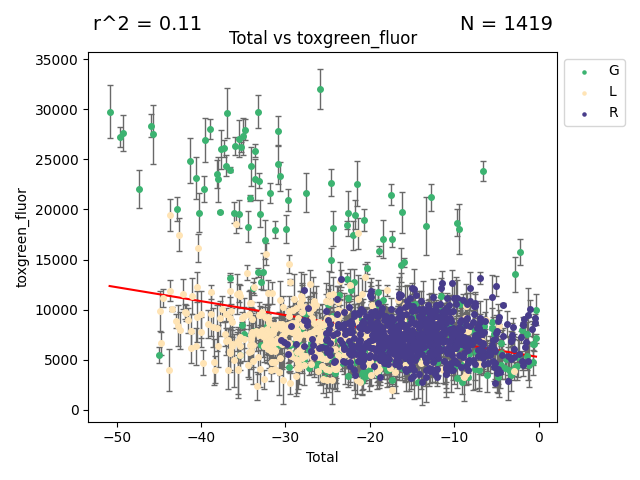 r^2 = 0.11
N = 1419
Total vs toxgreen_fluor
35000
30000
25000
20000
15000
10000
5000
0
toxgreen_fluor
−50
−40
−30
−20
−10
0
Total
G
L
R